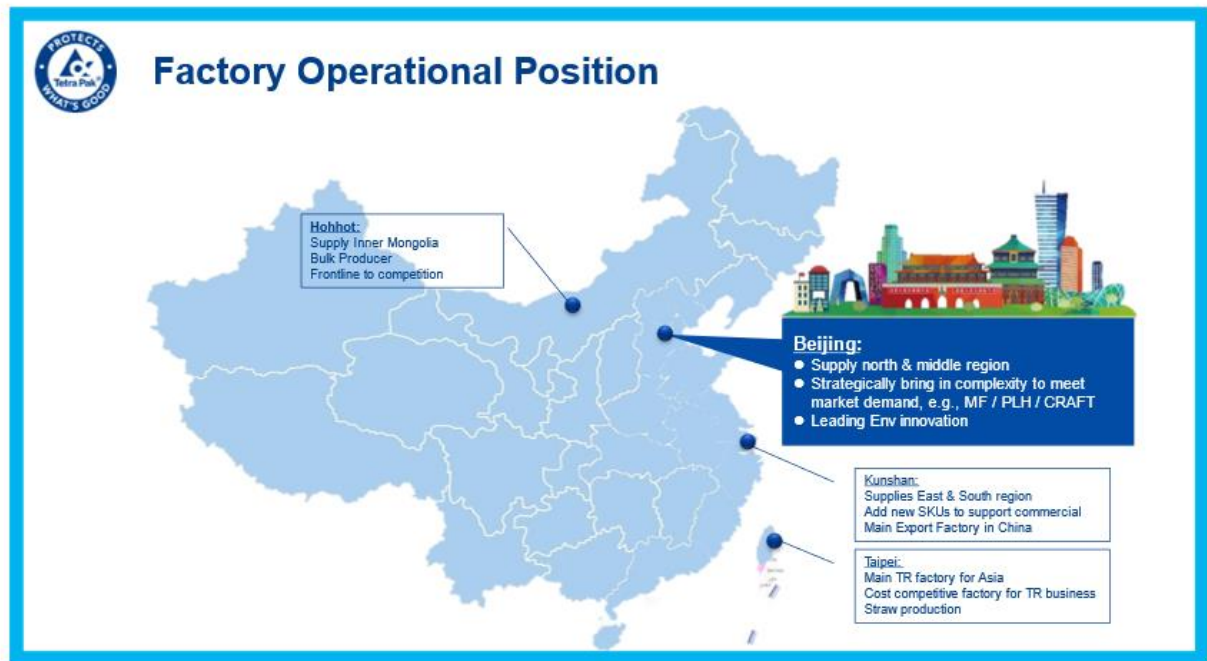 PROTECTS
Tetra Pak®
WHAT'S GOOD
Factory Operational Position
Hohhot:
Supply Inner Mongolia
Bulk Producer
Frontline to competition
Beijing:
● Supply north & middle region
● Strategically bring in complexity to meet
market demand, e.g., MF / PLH / CRAFT
● Leading Env innovation
Kunshan:
Supplies East & South region
Add new SKUs to support commercial
Main Export Factory in China
Taipei:
Main TR factory for Asia
Cost competitive factory for TR business
Straw production